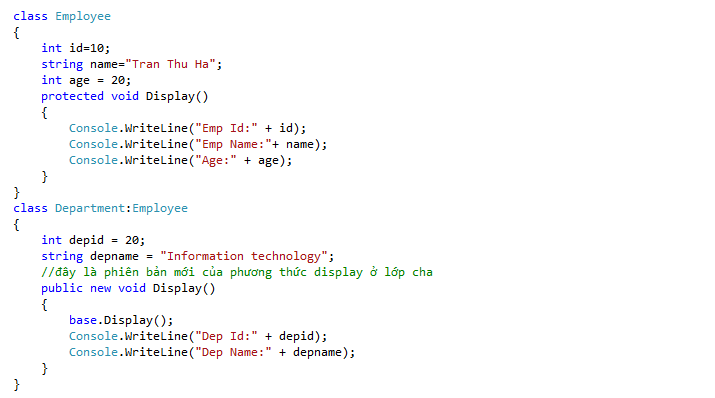 class Employee
{
    int id=10;
    string name="Tran Thu Ha";
    int age = 20;
    protected void Display()
    {
        Console.WriteLine("Emp Id:" + id);
        Console.WriteLine("Emp Name:"+ name);
        Console.WriteLine("Age:" + age);
    }
}
class Department:Employee
{
    int depid = 20;
    string depname = "Information technology";
    //đây là phiên bản mới của phương thức display ở lớp cha
    public new void Display()
    {
        base.Display();
        Console.WriteLine("Dep Id:" + depid);
        Console.WriteLine("Dep Name:" + depname);
    }
}